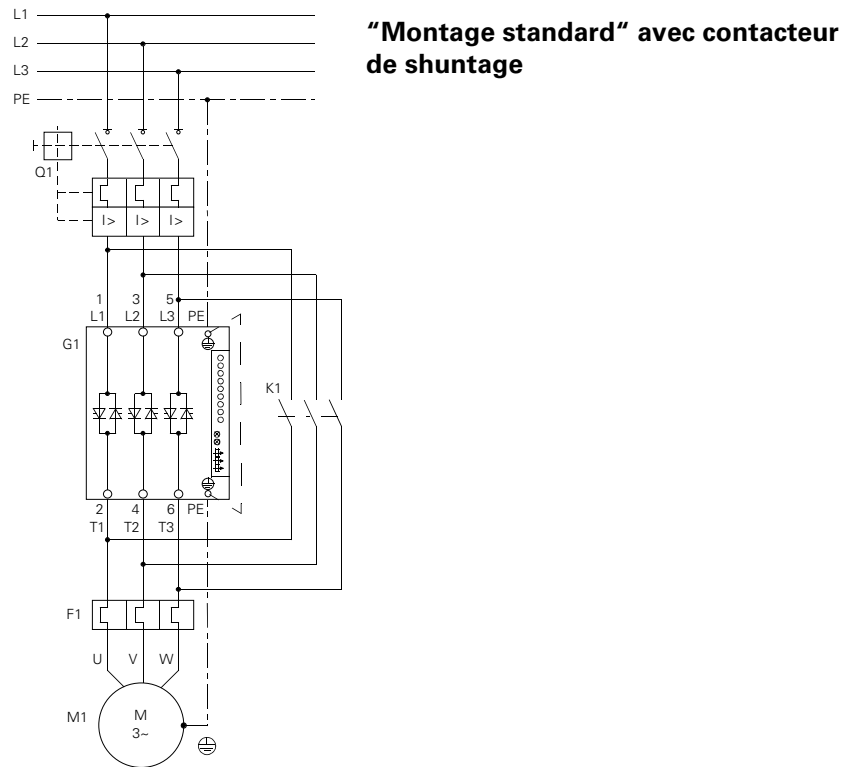 “Montage standard“ avec contacteur
de shuntage
L1
L2
L3
PE
Q1
I> I> I>
1 3 5
L1 L2 L3 PE
G1
K1
2 4 6 PE
T1 T2 T3
F1
U V W
M1
M
3~